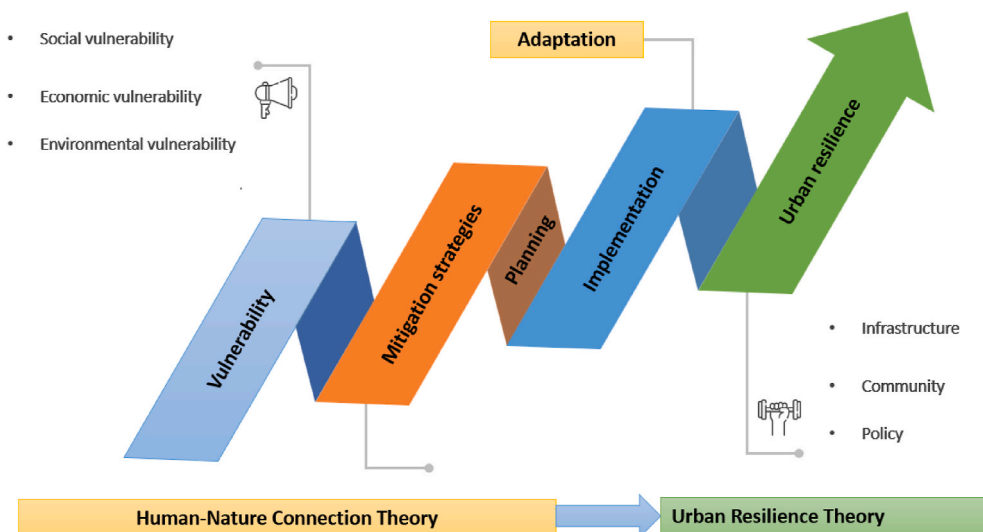 • Social vulnerability
• Economic vulnerability
• Environmental vulnerability
Adaptation
Vulnerability
Mitigation strategies
Planning
Implementation
Urban resilience
• Infrastructure
• Community
• Policy
Human-Nature Connection Theory
Urban Resilience Theory